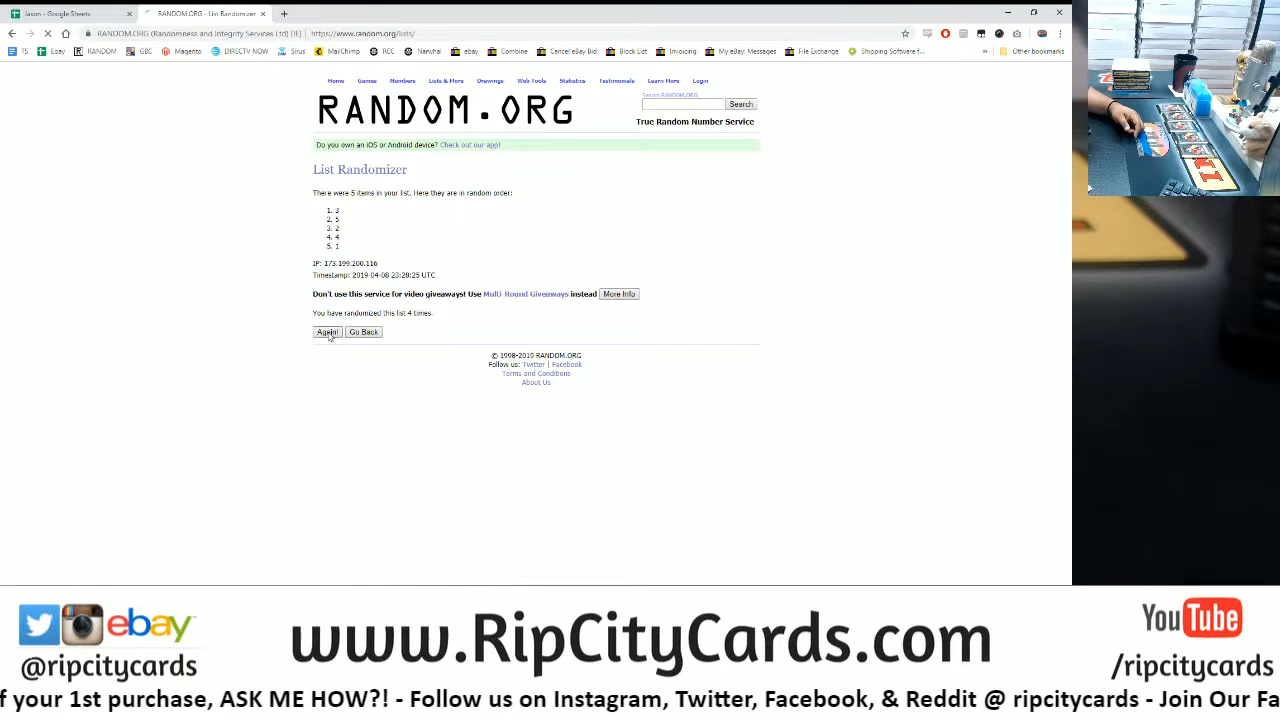 Jason - Google Sheets
RANDOM.ORG - List Randomizer
RANDOM.ORG (Randomness and Integrity Services Ltd) [IE] | https://www.random.org/lists/
TS Ebay RANDOM GBC Magento DIRECTV NOW Sirus MailChimp RCC Narwhal ebay Combine Cancel eBay Bid Block List Invoicing My eBay: Messages File Exchange Shipping Software f... » Other bookmarks
Home Games Numbers Lists & More Drawings Web Tools Statistics Testimonials Learn More Login
Search RANDOM.ORG
RANDOM.ORG
Search
True Random Number Service
Do you own an iOS or Android device? Check out our app!
List Randomizer
There were 5 items in your list. Here they are in random order:
1. 3
2. 5
3. 2
4. 4
5. 1
IP: 173.199.200.116
Timestamp: 2019-04-08 23:28:25 UTC
Don't use this service for video giveaways! Use Multi-Round Giveaways instead More Info
You have randomized this list 4 times.
Again! Go Back
© 1998-2019 RANDOM.ORG
Follow us: Twitter | Facebook
Terms and Conditions
About Us
ebay
@ripcitycards
www.RipCityCards.com
YouTube
/ripcitycards
f your 1st purchase, ASK ME HOW?! - Follow us on Instagram, Twitter, Facebook, & Reddit @ ripcitycards - Join Our Fa